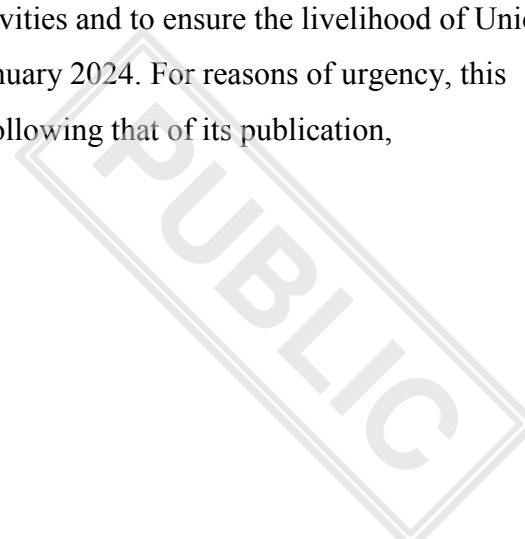 vities and to ensure the livelihood of Unio
nuary 2024. For reasons of urgency, this
ollowing that of its publication,
PUBLIC